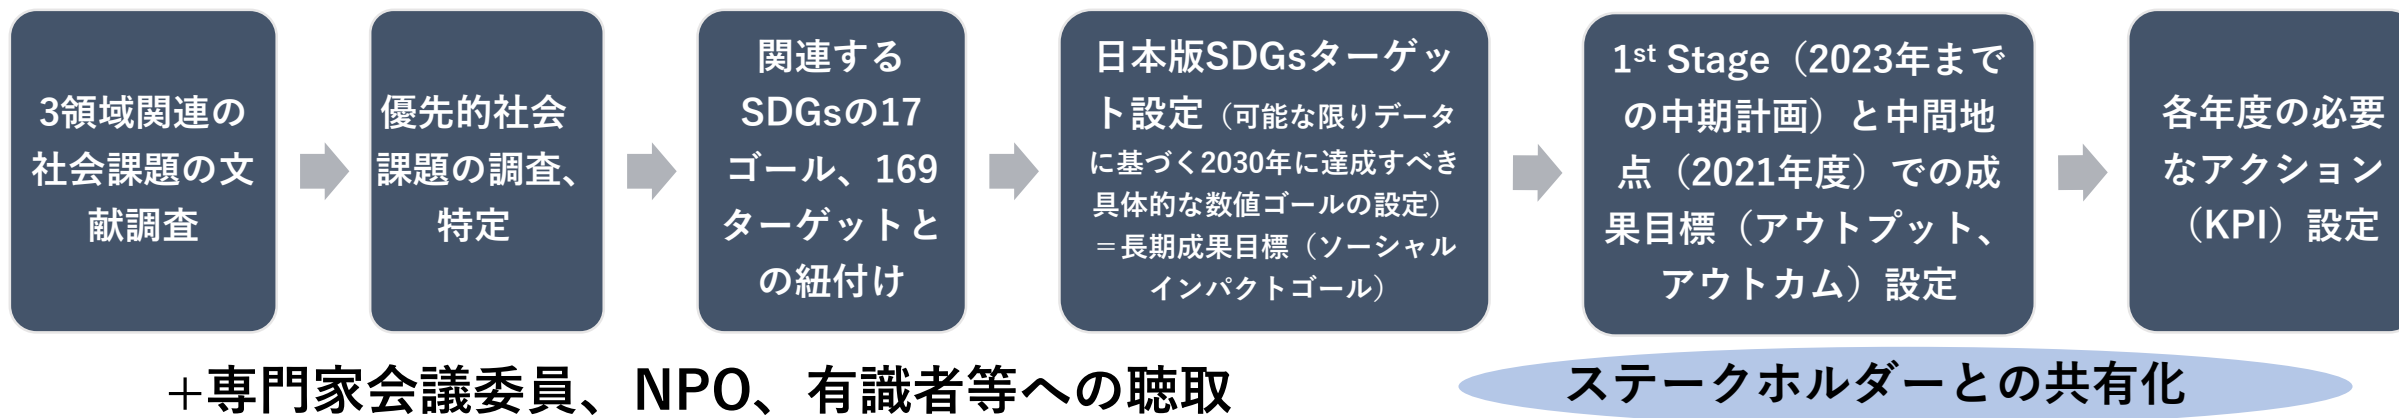 3領域関連の
社会課題の文
献調査
優先的社会
課題の調査、
特定
関連する
SDGsの17
ゴール、169
ターゲットと
の紐付け
日本版SDGsターゲッ
ト設定（可能な限りデータ
に基づく2030年に達成すべき
具体的な数値ゴールの設定）
＝長期成果目標（ソーシャル
インパクトゴール）
1st Stage（2023年まで
の中期計画）と中間地
点（2021年度）での成
果目標（アウトプット、
アウトカム）設定
各年度の必要
なアクション
（KPI）設定
+専門家会議委員、NPO、有識者等への聴取
ステークホルダーとの共有化